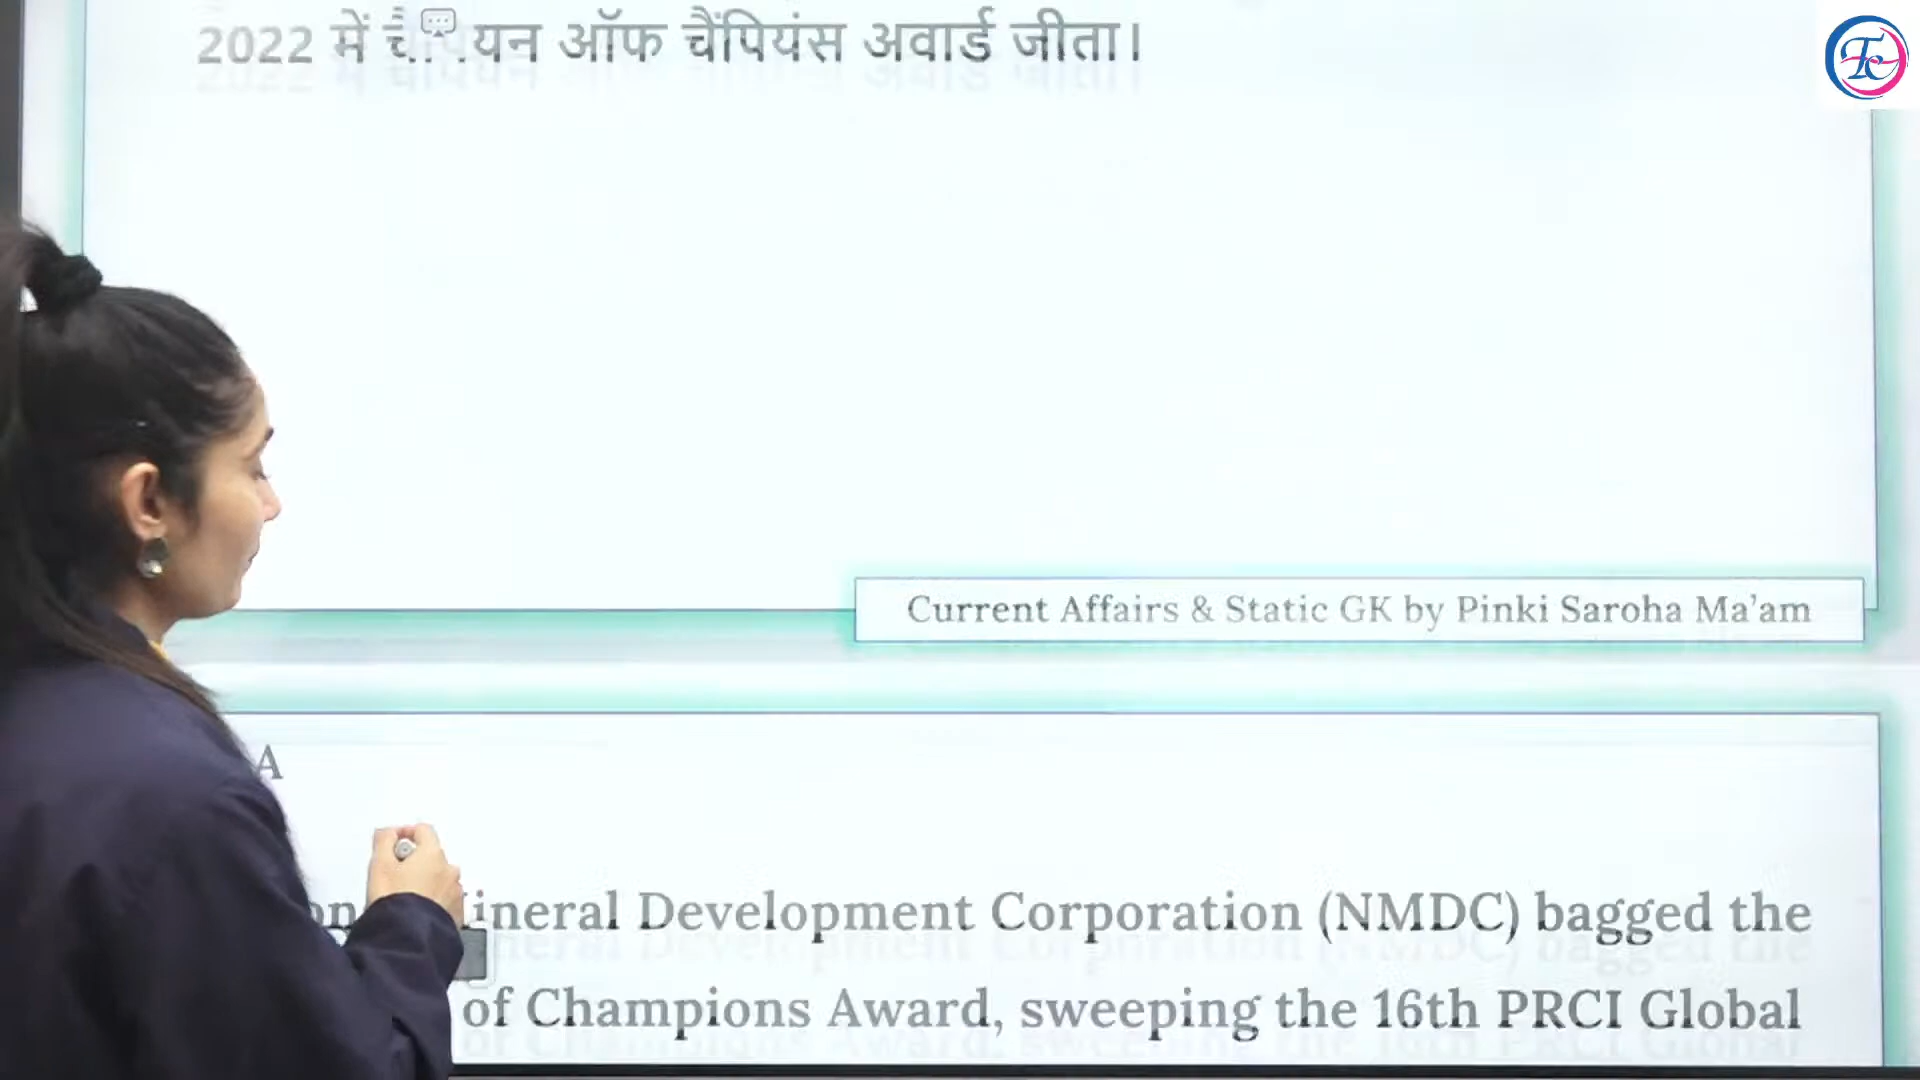 2022 में यन ऑफ चैंपियंस अवार्ड जीता।
Tc
Current Affairs & Static GK by Pinki Saroha Ma'am
A
ineral Development Corporation (NMDC) bagged the
of Champions Award, sweeping the 16th PRCI Global